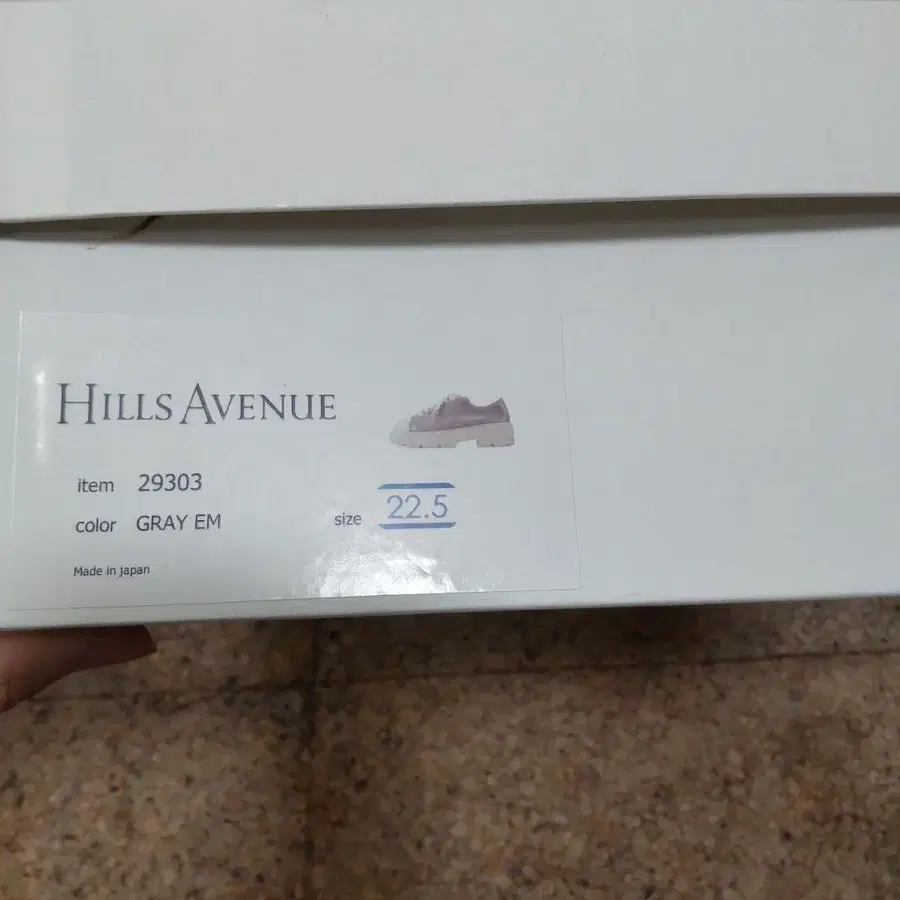 HILLS AVENUE
item 29303
color GRAY EM
size 22.5
Made in japan